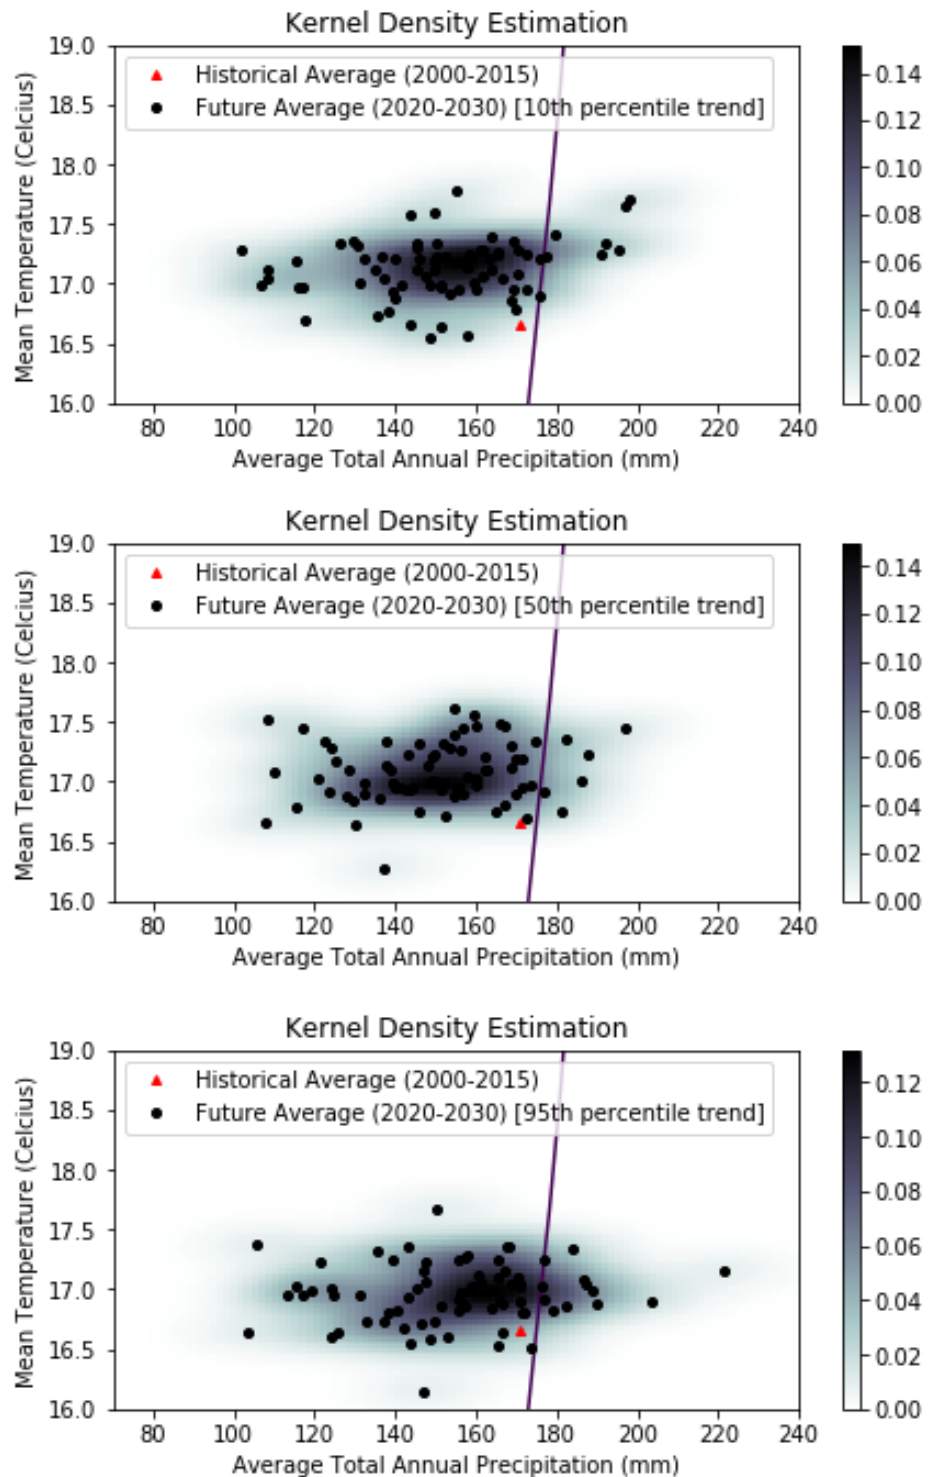 Kernel Density Estimation
Mean Temperature (Celcius)
19.0
18.5
18.0
17.5
17.0
16.5
16.0
Historical Average (2000-2015)
Future Average (2020-2030) [10th percentile trend]
80 100 120 140 160 180 200 220 240
Average Total Annual Precipitation (mm)
0.14
0.12
0.10
0.08
0.06
0.04
0.02
0.00
Kernel Density Estimation
Mean Temperature (Celcius)
19.0
18.5
18.0
17.5
17.0
16.5
16.0
Historical Average (2000-2015)
Future Average (2020-2030) [50th percentile trend]
80 100 120 140 160 180 200 220 240
Average Total Annual Precipitation (mm)
0.14
0.12
0.10
0.08
0.06
0.04
0.02
0.00
Kernel Density Estimation
Mean Temperature (Celcius)
19.0
18.5
18.0
17.5
17.0
16.5
16.0
Historical Average (2000-2015)
Future Average (2020-2030) [95th percentile trend]
80 100 120 140 160 180 200 220 240
Average Total Annual Precipitation (mm)
0.12
0.10
0.08
0.06
0.04
0.02
0.00